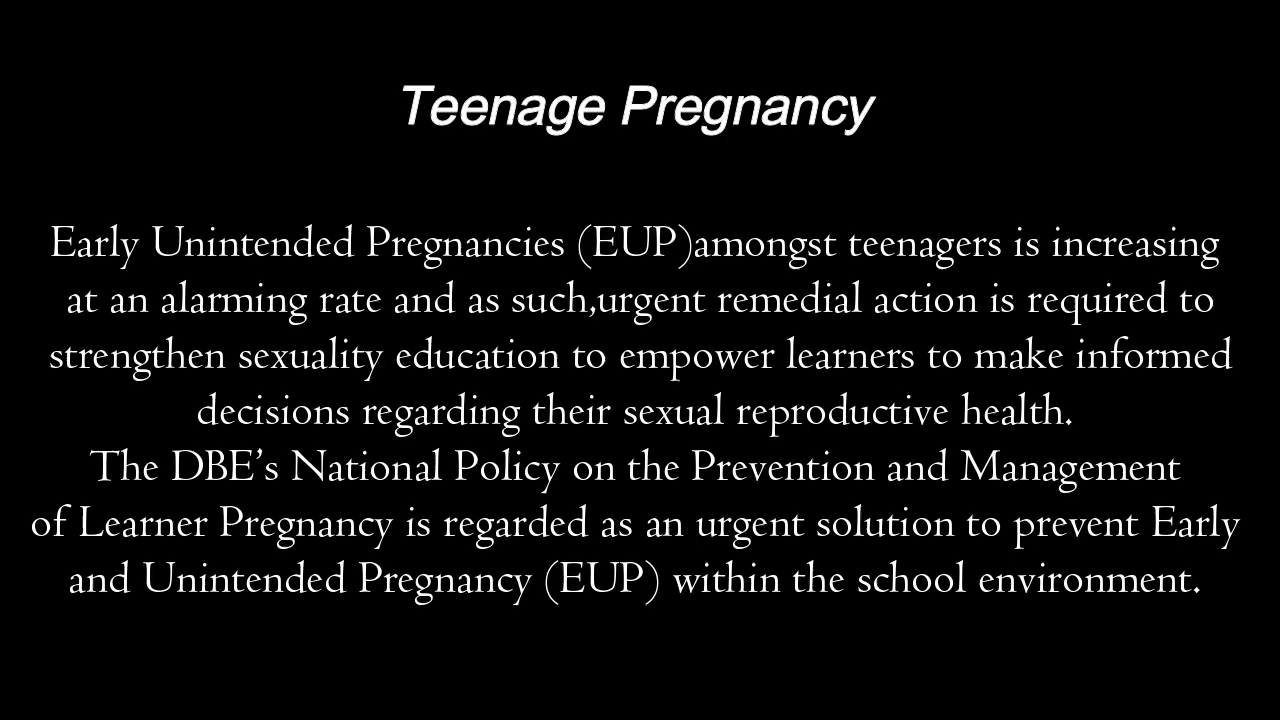 Teenage Pregnancy
Early Unintended Pregnancies (EUP)amongst teenagers is increasing
at an alarming rate and as such,urgent remedial action is required to
strengthen sexuality education to empower learners to make informed
decisions regarding their sexual reproductive health.
The DBE’s National Policy on the Prevention and Management
of Learner Pregnancy is regarded as an urgent solution to prevent Early
and Unintended Pregnancy (EUP) within the school environment.